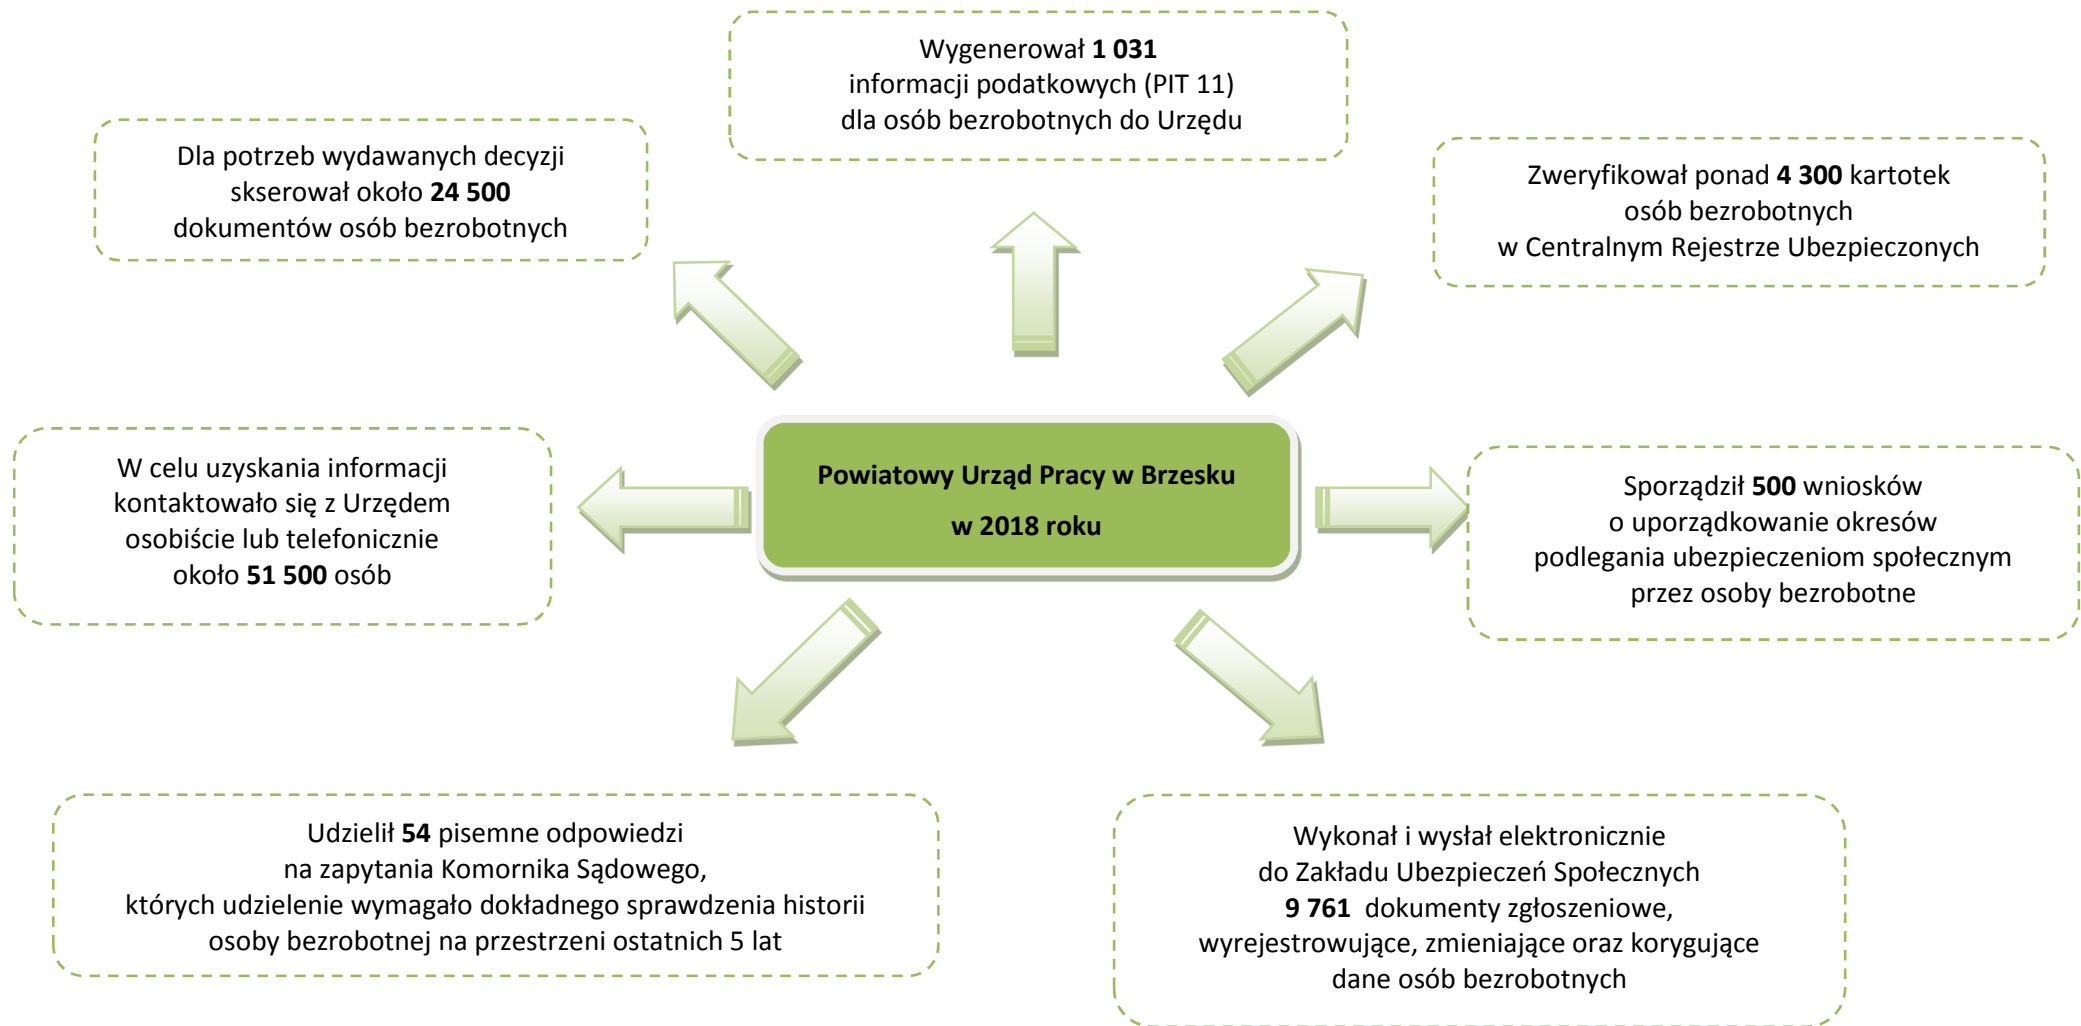 Wygenerował 1 031
informacji podatkowych (PIT 11)
dla osób bezrobotnych do Urzędu
Dla potrzeb wydawanych decyzji
skserował około 24 500
dokumentów osób bezrobotnych
Zweryfikował ponad 4 300 kartotek
osób bezrobotnych
w Centralnym Rejestrze Ubezpieczonych
W celu uzyskania informacji
kontaktowało się z Urzędem
osobiście lub telefonicznie
około 51 500 osób
Powiatowy Urząd Pracy w Brzesku
w 2018 roku
Sporządził 500 wniosków
o uporządkowanie okresów
podlegania ubezpieczeniom społecznym
przez osoby bezrobotne
Udzielił 54 pisemne odpowiedzi
na zapytania Komornika Sądowego,
których udzielenie wymagało dokładnego sprawdzenia historii
osoby bezrobotnej na przestrzeni ostatnich 5 lat
Wykonał i wysłał elektronicznie
do Zakładu Ubezpieczeń Społecznych
9 761 dokumenty zgłoszeniowe,
wyrejestrowujące, zmieniające oraz korygujące
dane osób bezrobotnych